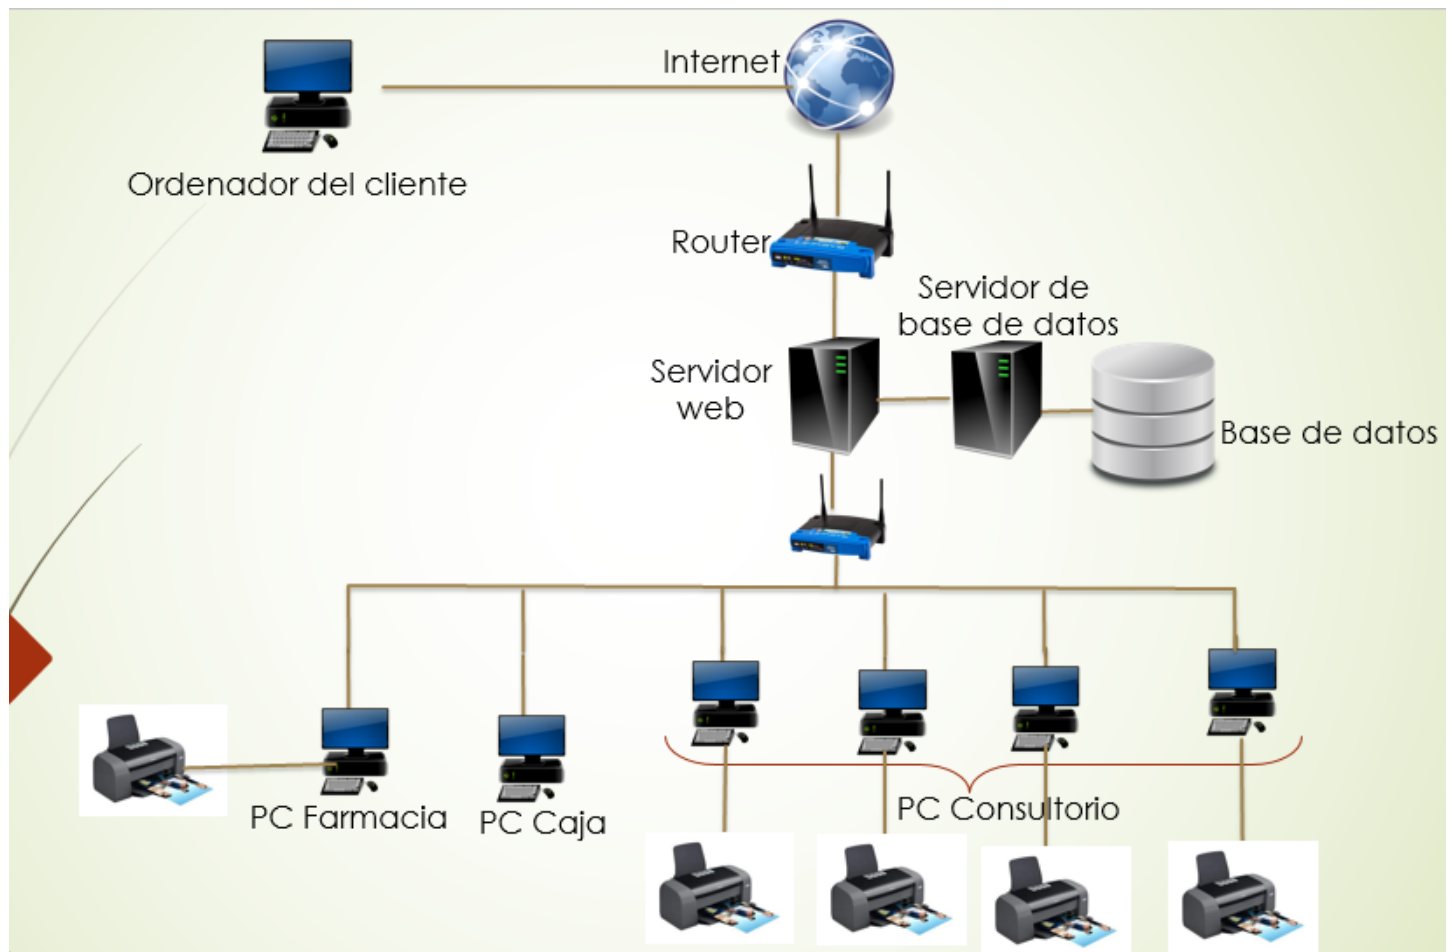 Internet
Ordenador del cliente
Router
Servidor de
base de datos
Servidor
web
Base de datos
PC Farmacia
PC Caja
PC Consultorio